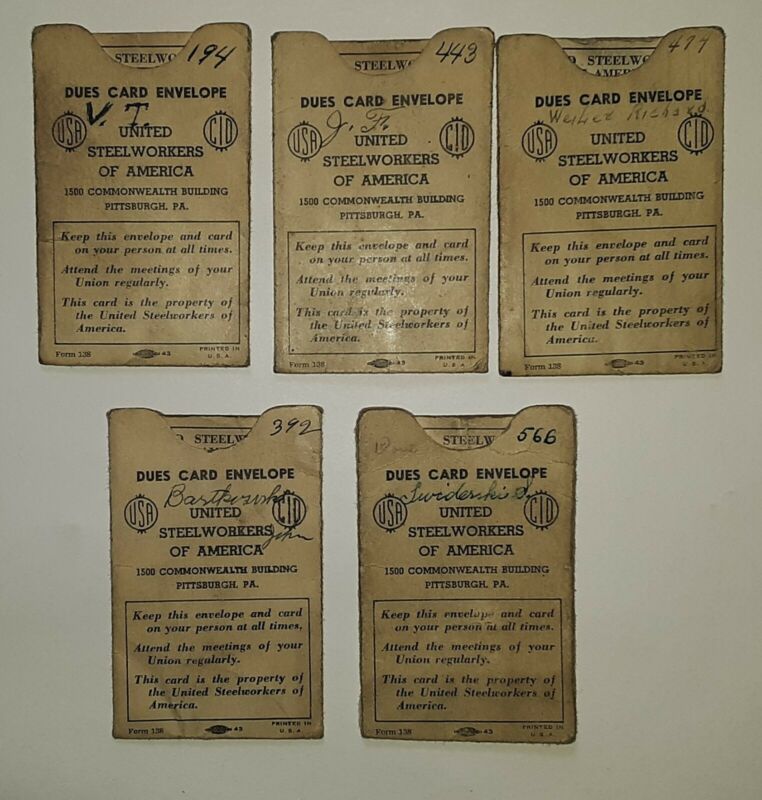 STEELWO 194
DUES CARD ENVELOPE
V. T.
USA UNITED CIO
STEELWORKERS
OF AMERICA
1500 COMMONWEALTH BUILDING
PITTSBURGH, PA.
Keep this envelope and card
on your person at all times.
Attend the meetings of your
Union regularly.
This card is the property of
the United Steelworkers of
America.
Form 138 43 PRINTED IN
U.S.A.
STEELW 443
DUES CARD ENVELOPE
J. F.
USA UNITED CIO
STEELWORKERS
OF AMERICA
1500 COMMONWEALTH BUILDING
PITTSBURGH, PA.
Keep this envelope and card
on your person at all times.
Attend the meetings of your
Union regularly.
This card is the property of
the United Steelworkers of
America.
Form 138 43 PRINTED IN
U.S.A.
D STEELW 474
AMER
DUES CARD ENVELOPE
Richard
USA UNITED CIO
STEELWORKERS
OF AMERICA
1500 COMMONWEALTH BUILDING
PITTSBURGH, PA.
Keep this envelope and card
on your person at all times.
Attend the meetings of your
Union regularly.
This card is the property of
the United Steelworkers of
America.
Form 138 43 PRINTED IN
U.S.A.
D STEELW 392
DUES CARD ENVELOPE
Bartkowski
USA UNITED CIO
STEELWORKERS John
OF AMERICA
1500 COMMONWEALTH BUILDING
PITTSBURGH, PA.
Keep this envelope and card
on your person at all times.
Attend the meetings of your
Union regularly.
This card is the property of
the United Steelworkers of
America.
Form 138 43 PRINTED IN
U.S.A.
STEELW 566
DUES CARD ENVELOPE
Swiderski S.
USA UNITED CIO
STEELWORKERS
OF AMERICA
1500 COMMONWEALTH BUILDING
PITTSBURGH, PA.
Keep this envelope and card
on your person at all times.
Attend the meetings of your
Union regularly.
This card is the property of
the United Steelworkers of
America.
Form 138 43 PRINTED IN
U.S.A.